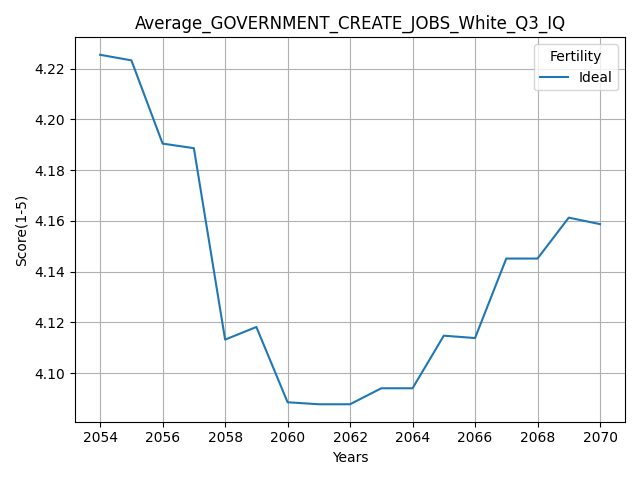 Average_GOVERNMENT_CREATE_JOBS_White_Q3_IQ
Fertility
Ideal
Score(1-5)
4.22
4.20
4.18
4.16
4.14
4.12
4.10
2054 2056 2058 2060 2062 2064 2066 2068 2070
Years